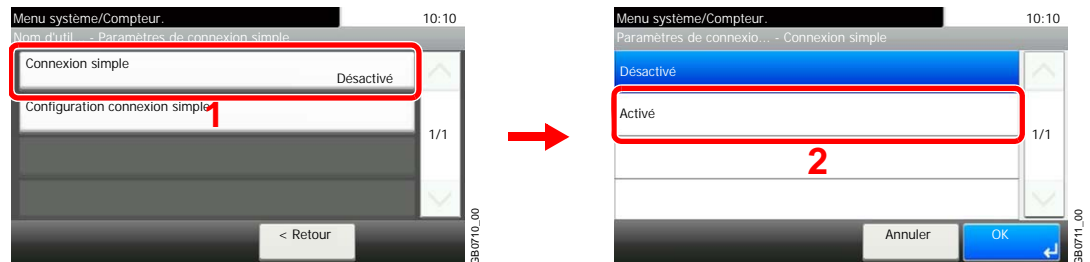 Menu système/Compteur.
10:10
Nom d'util... - Paramètres de connexion simple
Connexion simple
Désactivé
Configuration connexion simple
1
1/1
< Retour
GB0710_00
Menu système/Compteur.
10:10
Paramètres de connexio... - Connexion simple
Désactivé
Activé
1/1
2
Annuler
OK
GB0711_00